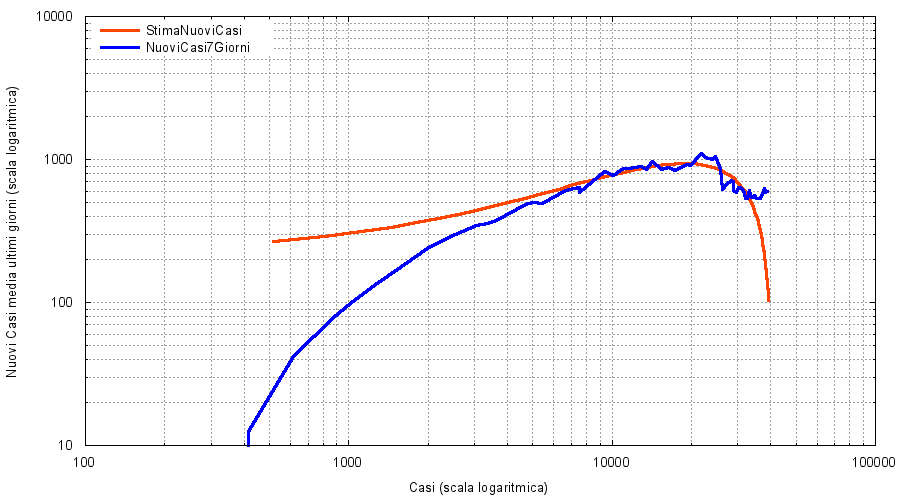 10000
StimaNuoviCasi
NuoviCasi7Giorni
1000
100
10
Nuovi Casi media ultimi giorni (scala logaritmica)
100
1000
10000
100000
Casi (scala logaritmica)